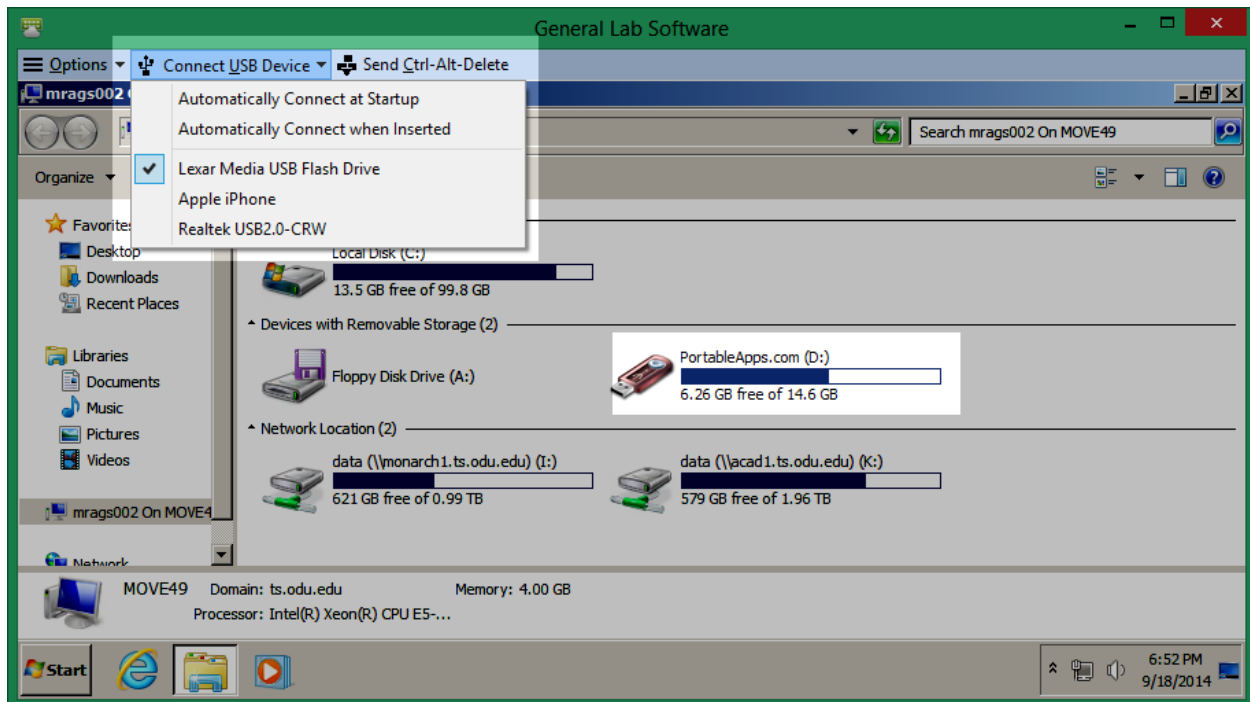 General Lab Software
Options Connect USB Device Send Ctrl-Alt-Delete
mrags002
Automatically Connect at Startup
Automatically Connect when Inserted
Lexar Media USB Flash Drive
Apple iPhone
Realtek USB2.0-CRW
Search mrags002 On MOVE49
Organize
Favorites
Desktop
Downloads
Recent Places
Libraries
Documents
Music
Pictures
Videos
mrags002 On MOVE4
Network
Local Disk (C:)
13.5 GB free of 99.8 GB
Devices with Removable Storage (2)
Floppy Disk Drive (A:)
PortableApps.com (D:)
6.26 GB free of 14.6 GB
Network Location (2)
data (\\monarch1.ts.odu.edu) (I:)
621 GB free of 0.99 TB
data (\\acad1.ts.odu.edu) (K:)
579 GB free of 1.96 TB
MOVE49 Domain: ts.odu.edu Memory: 4.00 GB
Processor: Intel(R) Xeon(R) CPU E5-...
Start
6:52 PM
9/18/2014